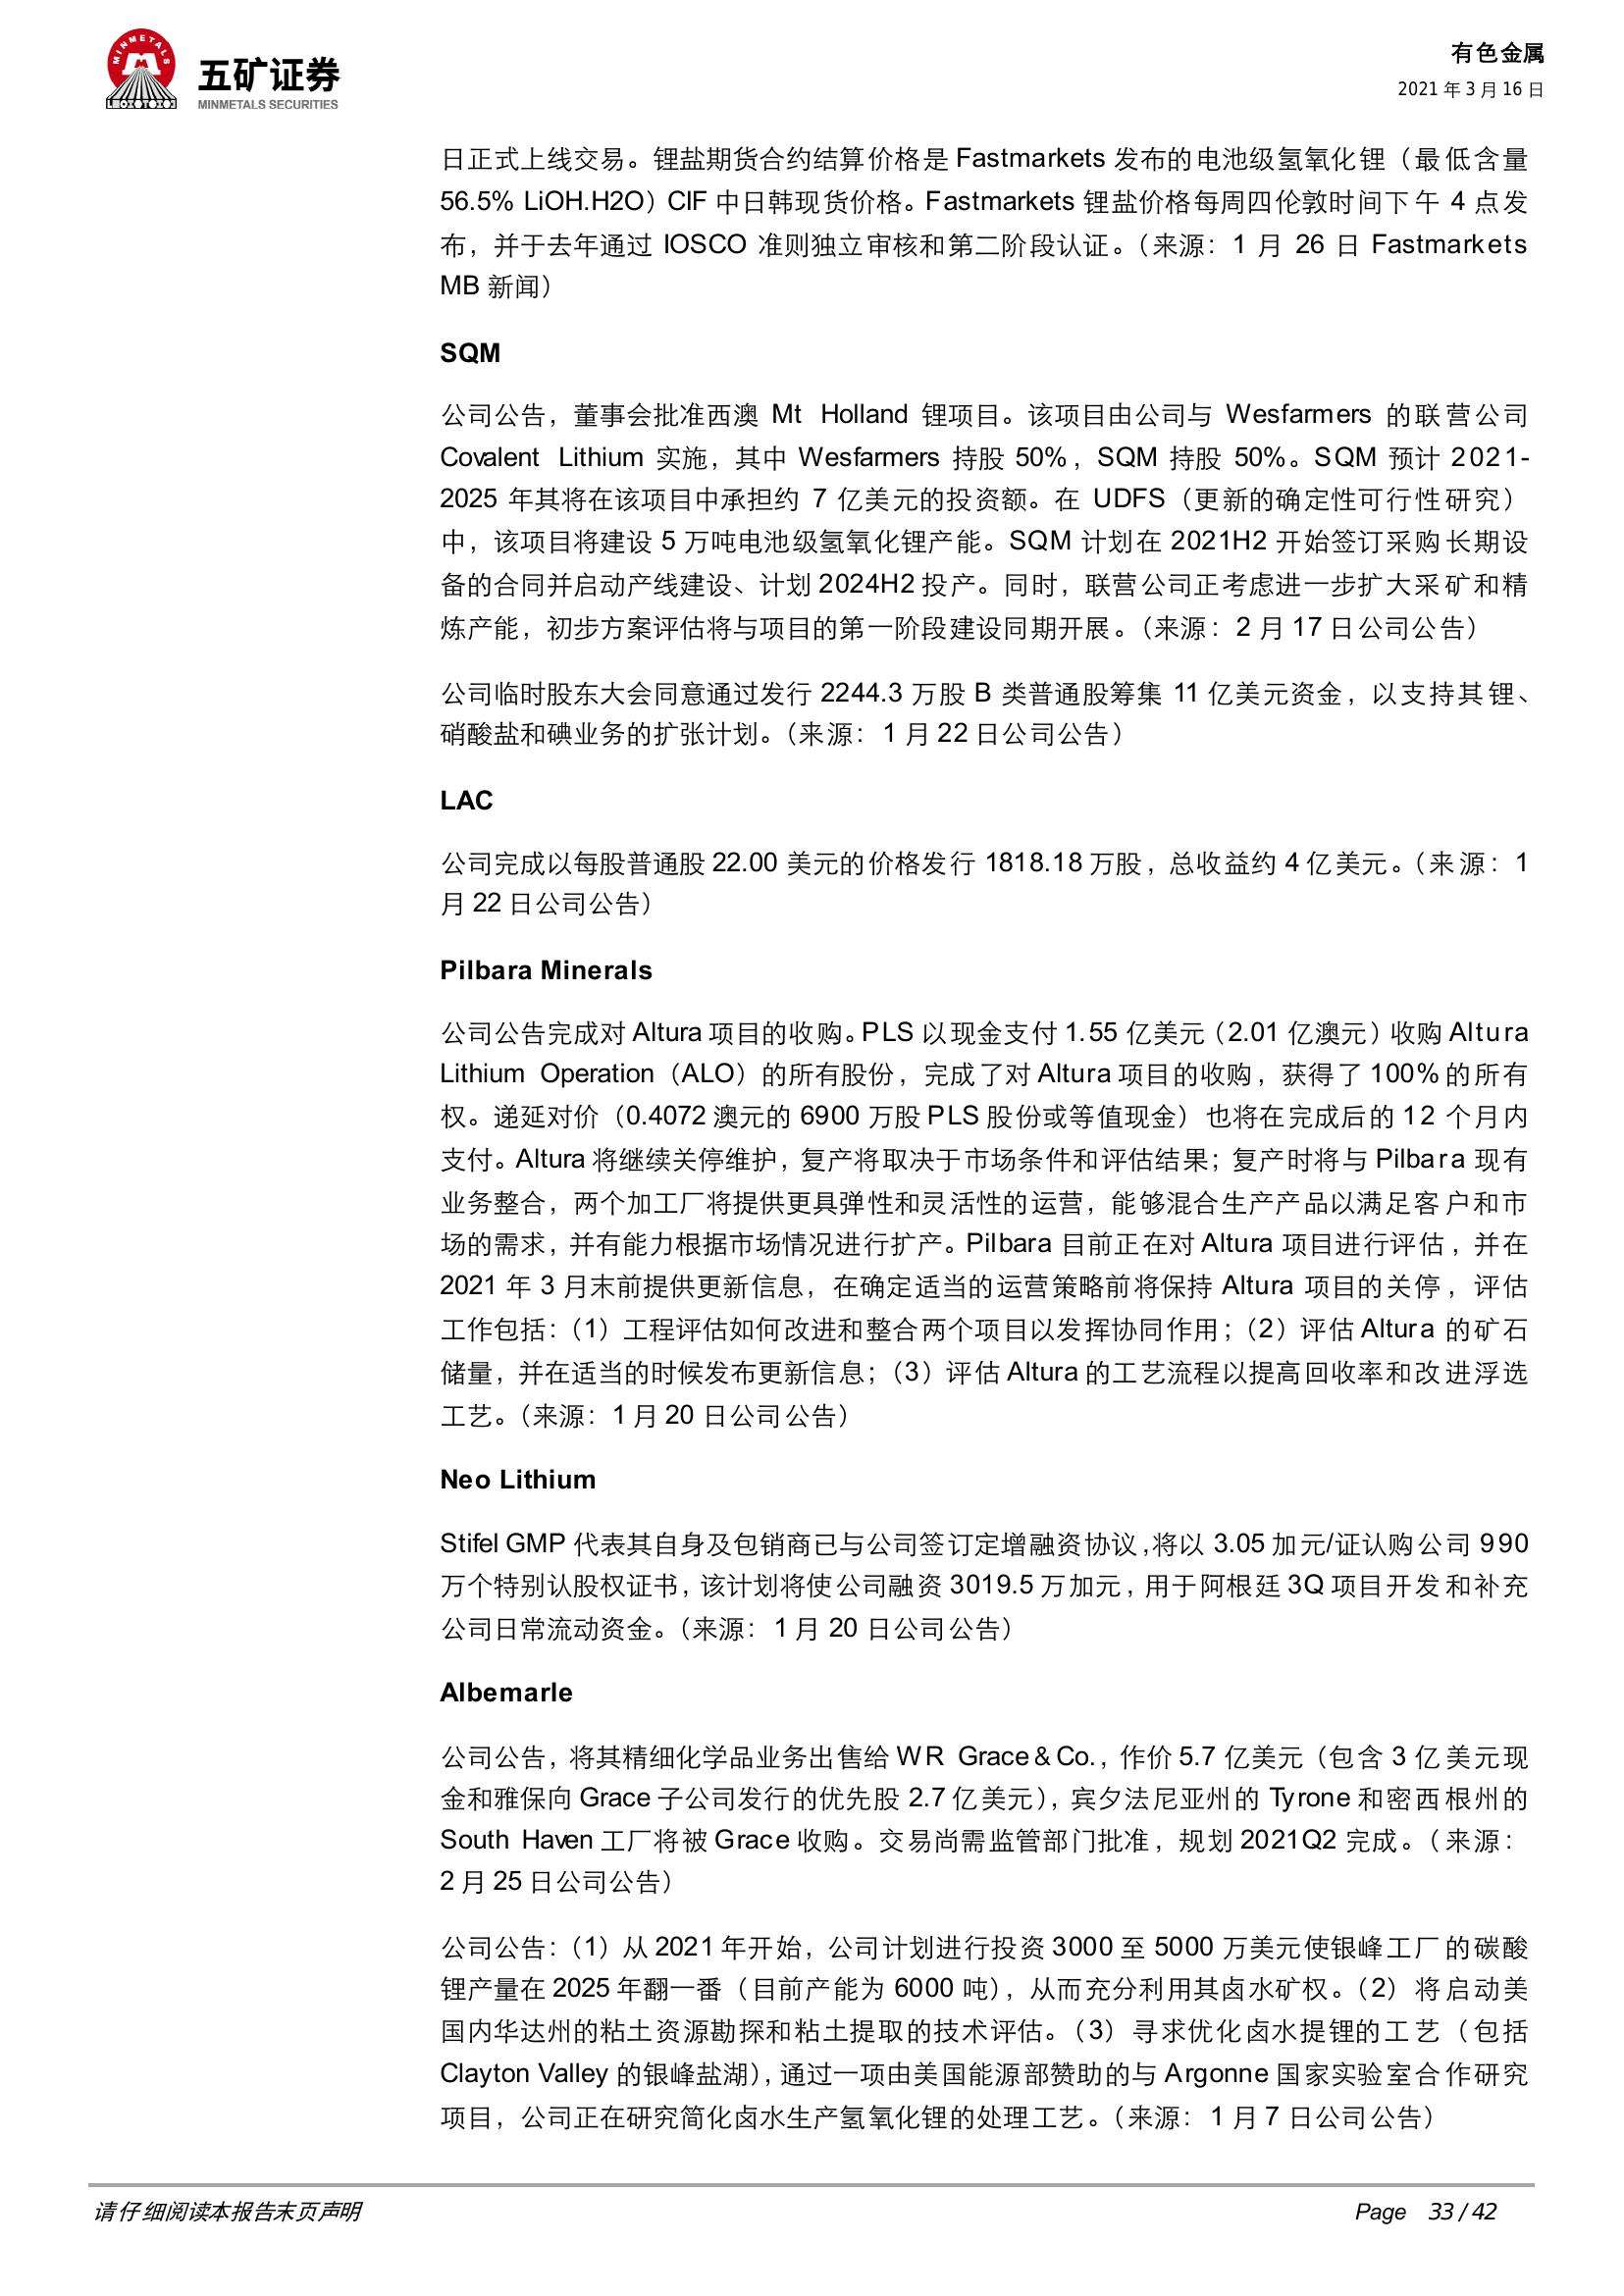 MINMETALS
五矿证券
MINMETALS SECURITIES
有色金属
2021 年 3 月 16 日
日正式上线交易。锂盐期货合约结算价格是 Fastmarkets 发布的电池级氢氧化锂（最低含量
56.5% LiOH.H2O）CIF 中日韩现货价格。Fastmarkets 锂盐价格每周四伦敦时间下午 4 点发
布，并于去年通过 IOSCO 准则独立审核和第二阶段认证。（来源：1 月 26 日 Fastmarkets
MB 新闻）
SQM
公司公告，董事会批准西澳 Mt Holland 锂项目。该项目由公司与 Wesfarmers 的联营公司
Covalent Lithium 实施，其中 Wesfarmers 持股 50%，SQM 持股 50%。SQM 预计 2021-
2025 年其将在该项目中承担约 7 亿美元的投资额。在 UDFS（更新的确定性可行性研究）
中，该项目将建设 5 万吨电池级氢氧化锂产能。SQM 计划在 2021H2 开始签订采购长期设
备的合同并启动产线建设、计划 2024H2 投产。同时，联营公司正考虑进一步扩大采矿和精
炼产能，初步方案评估将与项目的第一阶段建设同期开展。（来源：2 月 17 日公司公告）
公司临时股东大会同意通过发行 2244.3 万股 B 类普通股筹集 11 亿美元资金，以支持其锂、
硝酸盐和碘业务的扩张计划。（来源：1 月 22 日公司公告）
LAC
公司完成以每股普通股 22.00 美元的价格发行 1818.18 万股，总收益约 4 亿美元。（来源：1
月 22 日公司公告）
Pilbara Minerals
公司公告完成对 Altura 项目的收购。PLS 以现金支付 1.55 亿美元（2.01 亿澳元）收购 Altura
Lithium Operation（ALO）的所有股份，完成了对 Altura 项目的收购，获得了 100%的所有
权。递延对价（0.4072 澳元的 6900 万股 PLS 股份或等值现金）也将在完成后的 12 个月内
支付。Altura 将继续关停维护，复产将取决于市场条件和评估结果；复产时将与 Pilbara 现有
业务整合，两个加工厂将提供更具弹性和灵活性的运营，能够混合生产产品以满足客户和市
场的需求，并有能力根据市场情况进行扩产。Pilbara 目前正在对 Altura 项目进行评估，并在
2021 年 3 月末前提供更新信息，在确定适当的运营策略前将保持 Altura 项目的关停，评估
工作包括：（1）工程评估如何改进和整合两个项目以发挥协同作用；（2）评估 Altura 的矿石
储量，并在适当的时候发布更新信息；（3）评估 Altura 的工艺流程以提高回收率和改进浮选
工艺。（来源：1 月 20 日公司公告）
Neo Lithium
Stifel GMP 代表其自身及包销商已与公司签订定增融资协议,将以 3.05 加元/证认购公司 990
万个特别认股权证书，该计划将使公司融资 3019.5 万加元，用于阿根廷 3Q 项目开发和补充
公司日常流动资金。（来源：1 月 20 日公司公告）
Albemarle
公司公告，将其精细化学品业务出售给 WR Grace & Co.，作价 5.7 亿美元（包含 3 亿美元现
金和雅保向 Grace 子公司发行的优先股 2.7 亿美元），宾夕法尼亚州的 Tyrone 和密西根州的
South Haven 工厂将被 Grace 收购。交易尚需监管部门批准，规划 2021Q2 完成。（来源：
2 月 25 日公司公告）
公司公告：（1）从 2021 年开始，公司计划进行投资 3000 至 5000 万美元使银峰工厂的碳酸
锂产量在 2025 年翻一番（目前产能为 6000 吨），从而充分利用其卤水矿权。（2）将启动美
国内华达州的粘土资源勘探和粘土提取的技术评估。（3）寻求优化卤水提锂的工艺（包括
Clayton Valley 的银峰盐湖），通过一项由美国能源部赞助的与 Argonne 国家实验室合作研究
项目，公司正在研究简化卤水生产氢氧化锂的处理工艺。（来源：1 月 7 日公司公告）
请仔细阅读本报告末页声明
Page 33 / 42